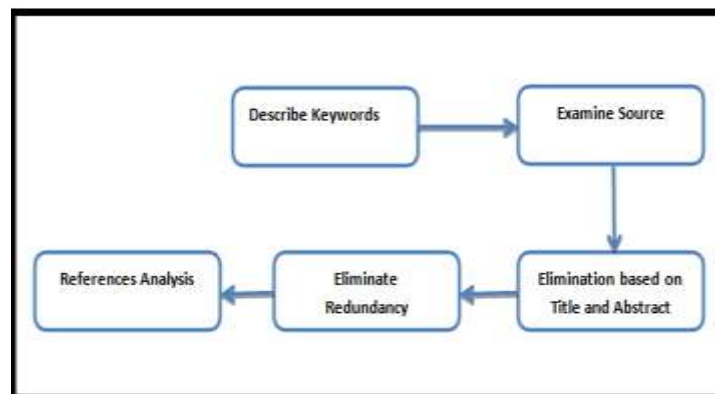 Describe Keywords
Examine Source
Elimination based on
Title and Abstract
Eliminate
Redundancy
References Analysis